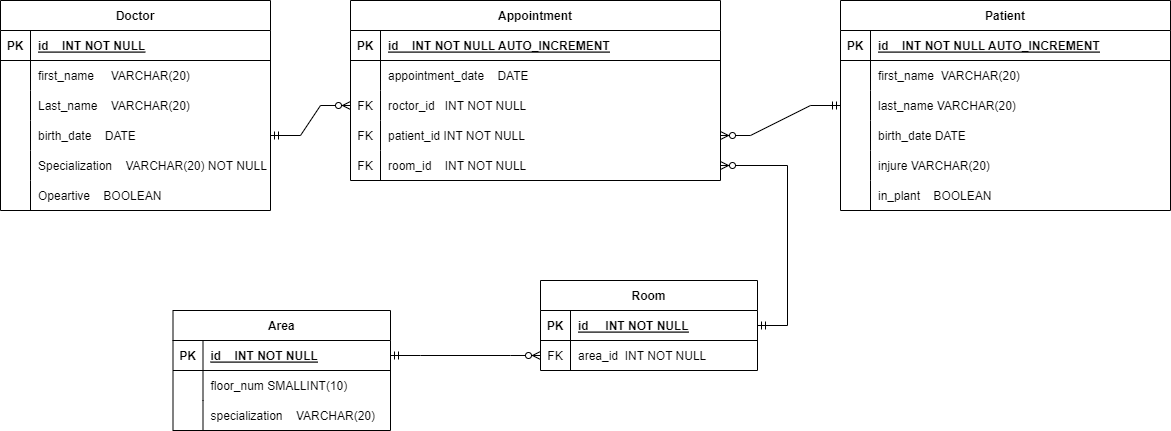 Doctor
PK id INT NOT NULL
first_name VARCHAR(20)
Last_name VARCHAR(20)
birth_date DATE
Specialization VARCHAR(20) NOT NULL
Opeartive BOOLEAN
Appointment
PK id INT NOT NULL AUTO_INCREMENT
appointment_date DATE
FK roctor_id INT NOT NULL
FK patient_id INT NOT NULL
FK room_id INT NOT NULL
Patient
PK id INT NOT NULL AUTO_INCREMENT
first_name VARCHAR(20)
last_name VARCHAR(20)
birth_date DATE
injure VARCHAR(20)
in_plant BOOLEAN
Area
PK id INT NOT NULL
floor_num SMALLINT(10)
specialization VARCHAR(20)
Room
PK id INT NOT NULL
FK area_id INT NOT NULL